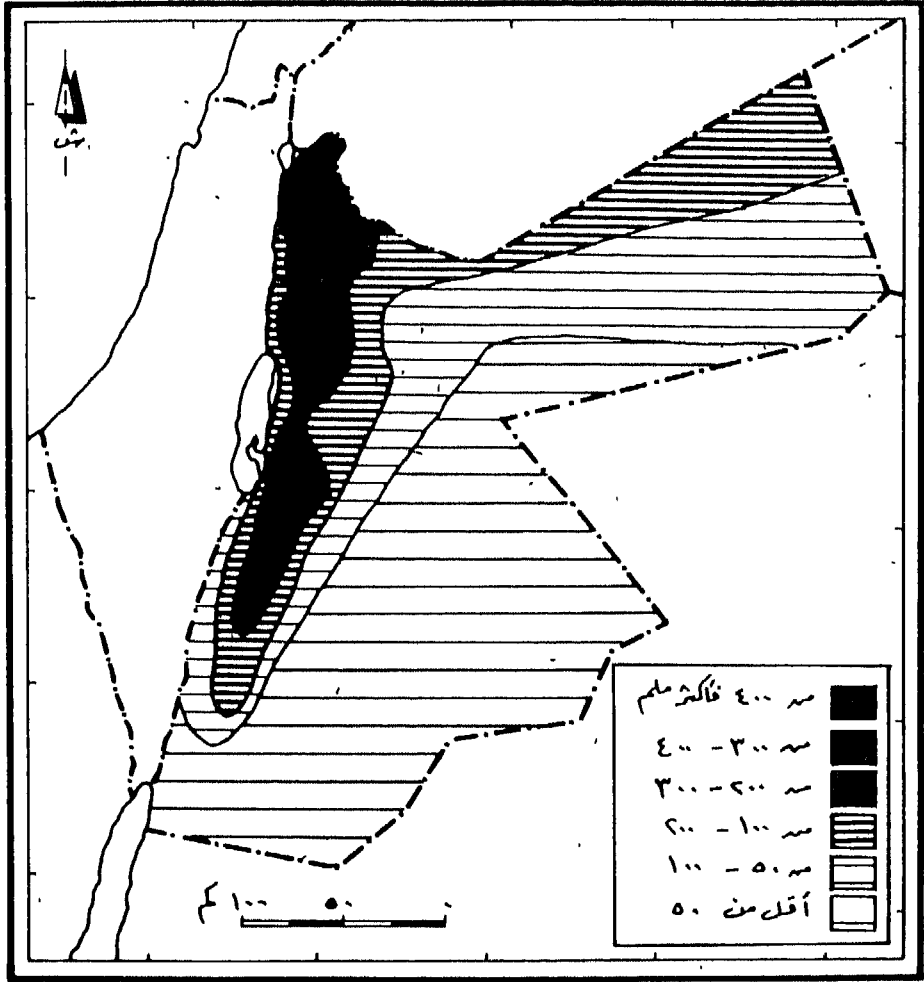 ش
من ٤٠٠ فأكثر ملم
من ٣٠٠ - ٤٠٠
من ٢٠٠ - ٣٠٠
من ١٠٠ - ٢٠٠
من ٥٠ - ١٠٠
أقل من ٥٠
٠ ٥٠ ١٠٠ كم